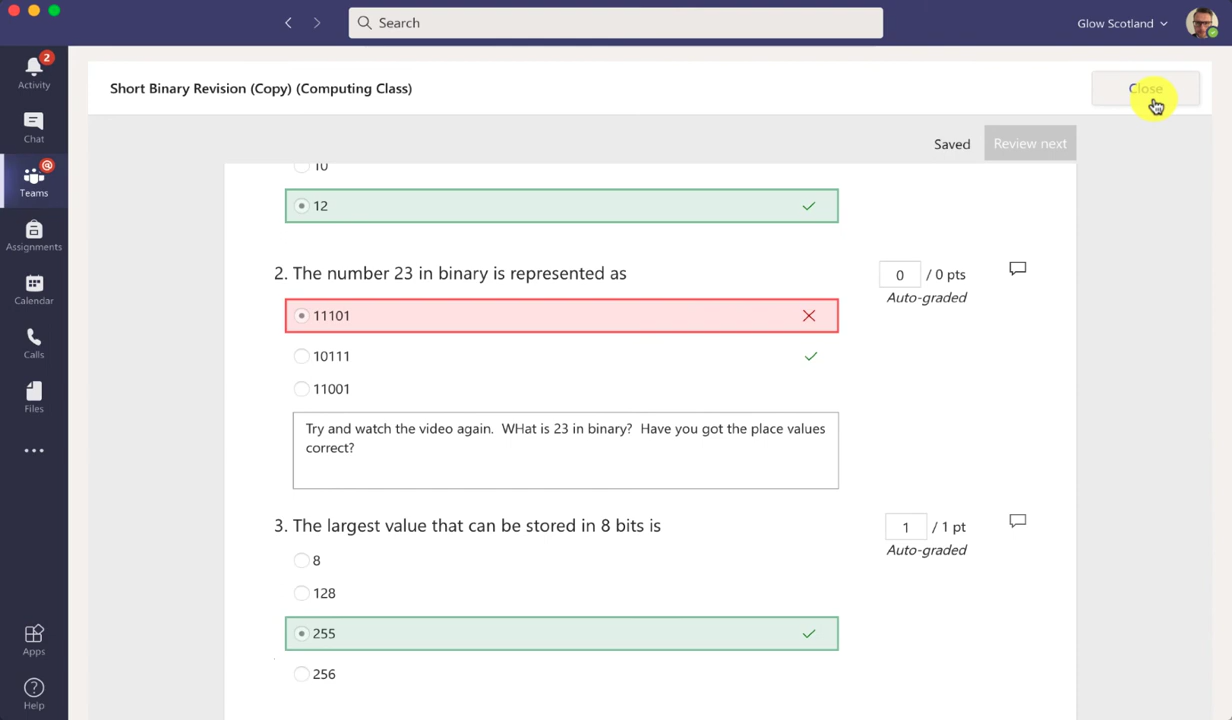 Search
Glow Scotland
2
Activity
Chat
Teams
Assignments
Calendar
Calls
Files
Apps
Help
Short Binary Revision (Copy) (Computing Class)
Close
Saved
Review next
10
12
2. The number 23 in binary is represented as
0 / 0 pts
Auto-graded
11101
10111
11001
Try and watch the video again. WHat is 23 in binary? Have you got the place values
correct?
3. The largest value that can be stored in 8 bits is
1 / 1 pt
Auto-graded
8
128
255
256